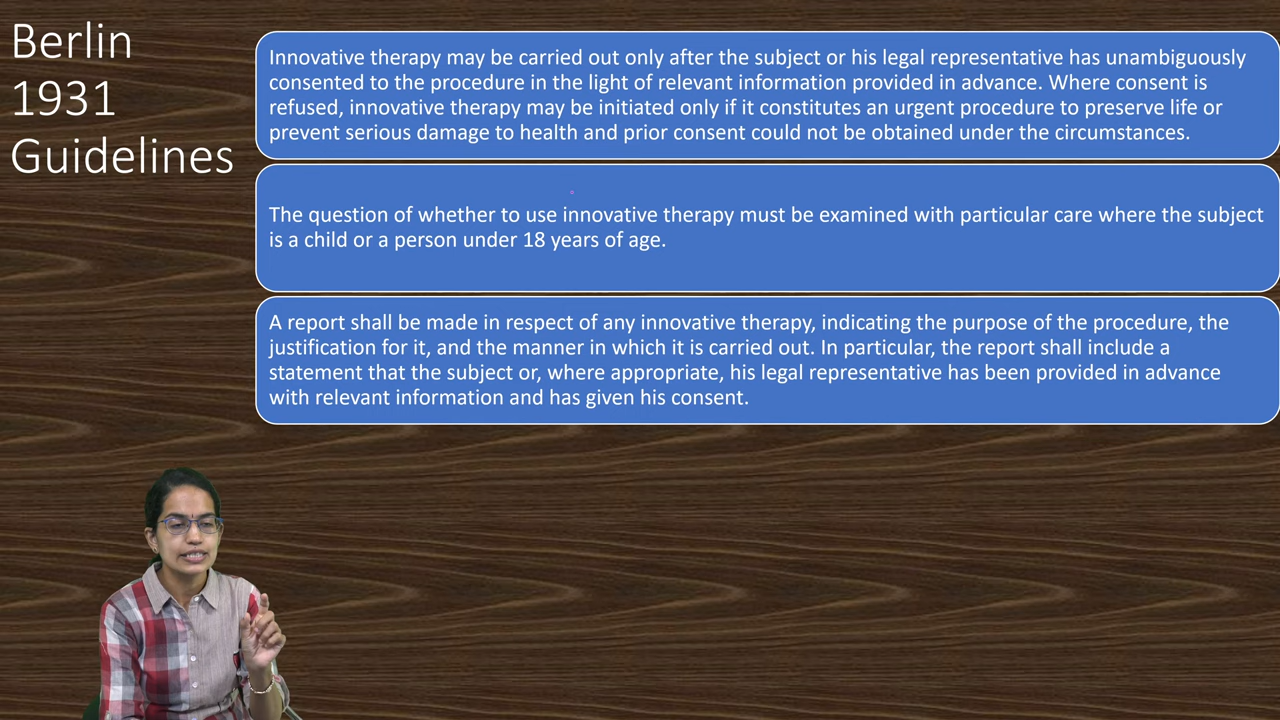 Berlin
1931
Guidelines
Innovative therapy may be carried out only after the subject or his legal representative has unambiguously
consented to the procedure in the light of relevant information provided in advance. Where consent is
refused, innovative therapy may be initiated only if it constitutes an urgent procedure to preserve life or
prevent serious damage to health and prior consent could not be obtained under the circumstances.
The question of whether to use innovative therapy must be examined with particular care where the subject
is a child or a person under 18 years of age.
A report shall be made in respect of any innovative therapy, indicating the purpose of the procedure, the
justification for it, and the manner in which it is carried out. In particular, the report shall include a
statement that the subject or, where appropriate, his legal representative has been provided in advance
with relevant information and has given his consent.